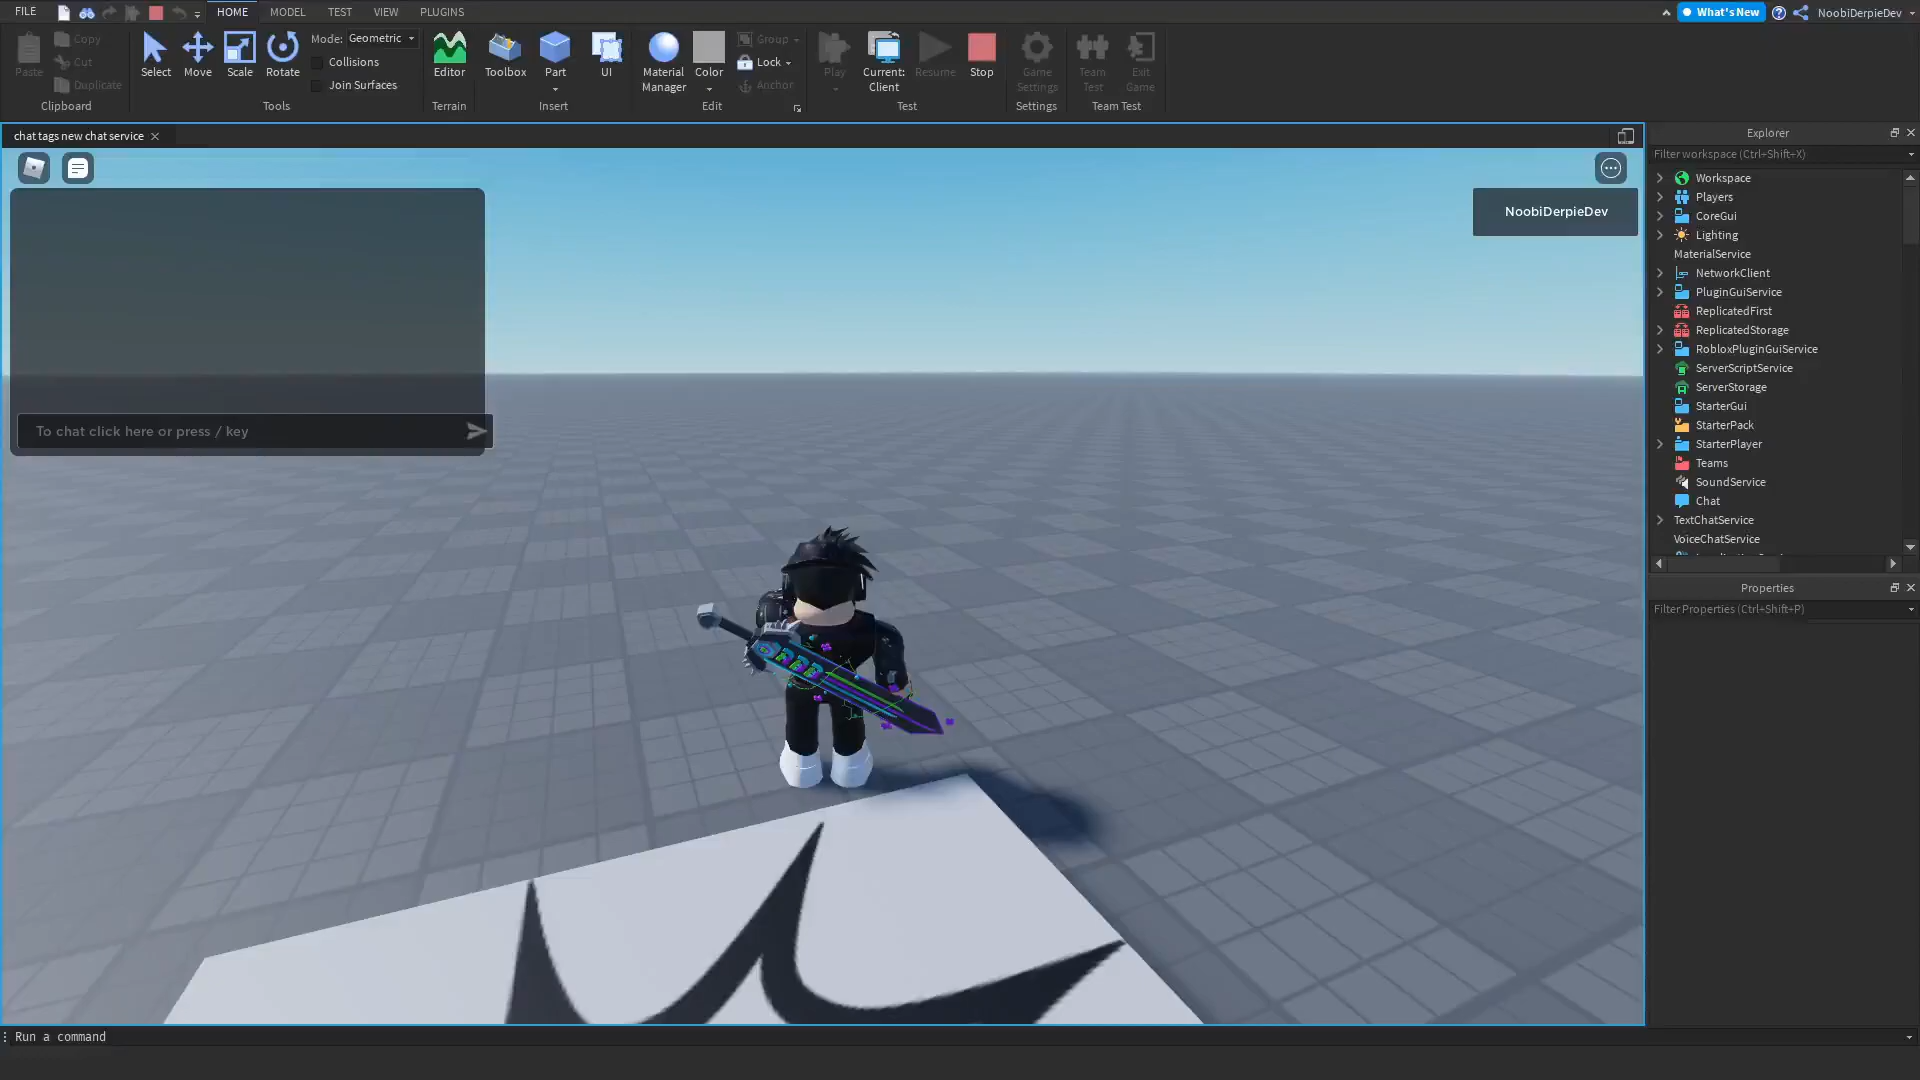 FILE
HOME
MODEL
TEST
VIEW
PLUGINS
What's New
NoobiDerpieDev
Paste
Copy
Cut
Duplicate
Clipboard
Select
Move
Scale
Rotate
Mode: Geometric
Collisions
Join Surfaces
Tools
Editor
Terrain
Toolbox
Part
UI
Insert
Material
Manager
Color
Group
Lock
Anchor
Edit
Play
Current:
Client
Resume
Stop
Test
Game
Settings
Settings
Team
Test
Exit
Game
Team Test
chat tags new chat service
To chat click here or press / key
NoobiDerpieDev
Explorer
Filter workspace (Ctrl+Shift+X)
Workspace
Players
CoreGui
Lighting
MaterialService
NetworkClient
PluginGuiService
ReplicatedFirst
ReplicatedStorage
RobloxPluginGuiService
ServerScriptService
ServerStorage
StarterGui
StarterPack
StarterPlayer
Teams
SoundService
Chat
TextChatService
VoiceChatService
Properties
Filter Properties (Ctrl+Shift+P)
Run a command